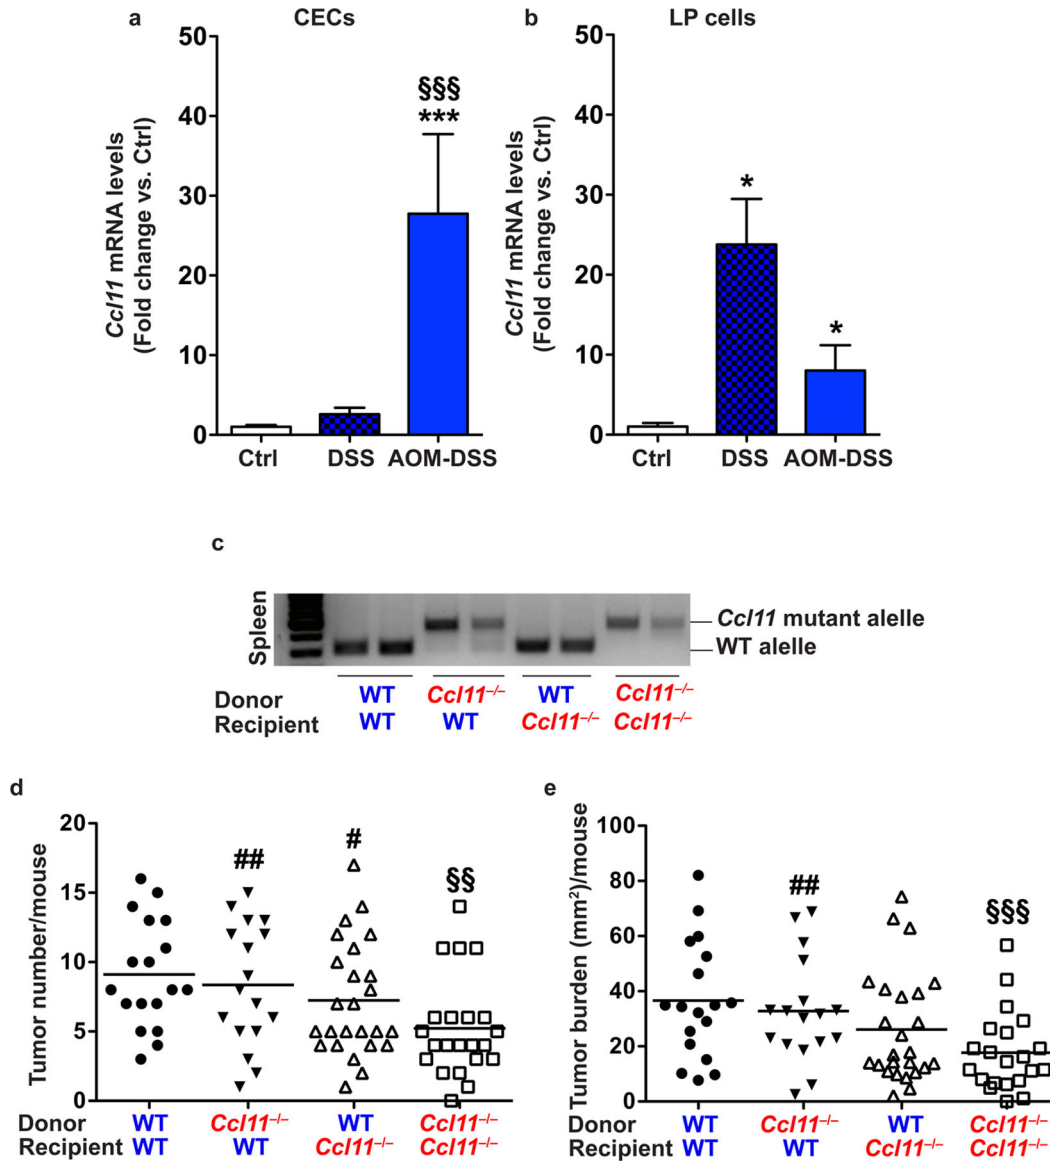 a
CECs
Ccl11 mRNA levels
(Fold change vs. Ctrl)
50
40
30
20
10
0
§§§
***
Ctrl
DSS
AOM-DSS
b
LP cells
Ccl11 mRNA levels
(Fold change vs. Ctrl)
50
40
30
20
10
0
*
*
Ctrl
DSS
AOM-DSS
c
Spleen
Ccl11 mutant alelle
WT alelle
Donor
WT
Ccl11–/–
WT
Ccl11–/–
Recipient
WT
WT
Ccl11–/–
Ccl11–/–
d
Tumor number/mouse
20
15
10
5
0
##
#
§§
Donor
WT
Ccl11–/–
WT
Ccl11–/–
Recipient
WT
WT
Ccl11–/–
Ccl11–/–
e
Tumor burden (mm²)/mouse
100
80
60
40
20
0
##
§§§
Donor
WT
Ccl11–/–
WT
Ccl11–/–
Recipient
WT
WT
Ccl11–/–
Ccl11–/–